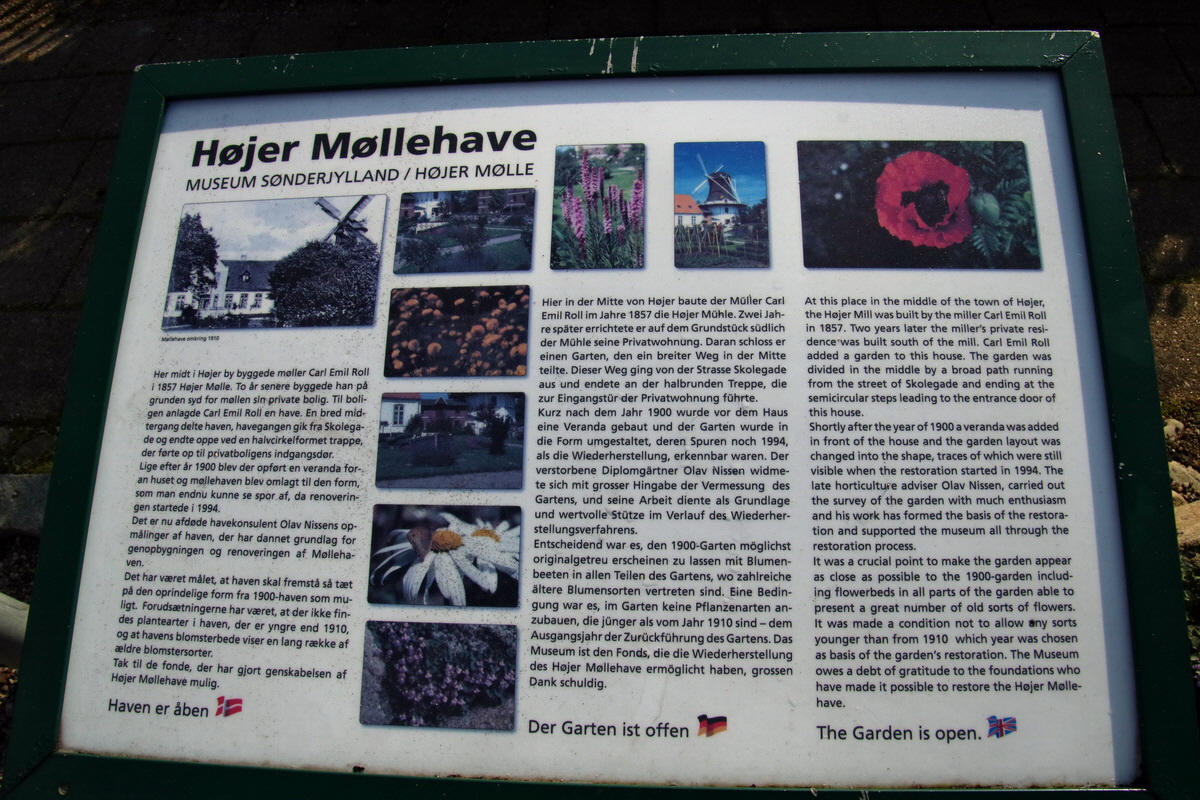 Højer Møllehave
MUSEUM SØNDERJYLLAND / HØJER MØLLE
Møllehave omkring 1910
Her midt i Højer by byggede møller Carl Emil Roll
i 1857 Højer Mølle. To år senere byggede han på
grunden syd for møllen sin private bolig. Til boli-
gen anlagde Carl Emil Roll en have. En bred mid-
tergang delte haven, havegangen gik fra Skolega-
de og endte oppe ved en halvcirkelformet trappe,
der førte op til privatboligens indgangsdør.
Lige efter år 1900 blev der opført en veranda for-
an huset og møllehaven blev omlagt til den form,
som man endnu kunne se spor af, da renoverin-
gen startede i 1994.
Det er nu afdøde havekonsulent Olav Nissens op-
målinger af haven, der har dannet grundlag for
genopbygningen og renoveringen af Mølleha-
ven.
Det har været målet, at haven skal fremstå så tæt
på den oprindelige form fra 1900-haven som mu-
ligt. Forudsætningerne har været, at der ikke fin-
des plantearter i haven, der er yngre end 1910,
og at havens blomsterbede viser en lang række af
ældre blomstersorter.
Tak til de fonde, der har gjort genskabelsen af
Højer Møllehave mulig.
Haven er åben
Hier in der Mitte von Højer baute der Müller Carl
Emil Roll im Jahre 1857 die Højer Mühle. Zwei Jah-
re später errichtete er auf dem Grundstück südlich
der Mühle seine Privatwohnung. Daran schloss er
einen Garten, den ein breiter Weg in der Mitte
teilte. Dieser Weg ging von der Strasse Skolegade
aus und endete an der halbrunden Treppe, die
zur Eingangstür der Privatwohnung führte.
Kurz nach dem Jahr 1900 wurde vor dem Haus
eine Veranda gebaut und der Garten wurde in
die Form umgestaltet, deren Spuren noch 1994,
als die Wiederherstellung, erkennbar waren. Der
verstorbene Diplomgärtner Olav Nissen widme-
te sich mit grosser Hingabe der Vermessung des
Gartens, und seine Arbeit diente als Grundlage
und wertvolle Stütze im Verlauf des Wiederher-
stellungsverfahrens.
Entscheidend war es, den 1900-Garten möglichst
originalgetreu erscheinen zu lassen mit Blumen-
beeten in allen Teilen des Gartens, wo zahlreiche
ältere Blumensorten vertreten sind. Eine Bedin-
gung war es, im Garten keine Pflanzenarten an-
zubauen, die jünger als vom Jahr 1910 sind – dem
Ausgangsjahr der Zurückführung des Gartens. Das
Museum ist den Fonds, die die Wiederherstellung
des Højer Møllehave ermöglicht haben, grossen
Dank schuldig.
Der Garten ist offen
At this place in the middle of the town of Højer,
the Højer Mill was built by the miller Carl Emil Roll
in 1857. Two years later the miller's private resi-
dence was built south of the mill. Carl Emil Roll
added a garden to this house. The garden was
divided in the middle by a broad path running
from the street of Skolegade and ending at the
semicircular steps leading to the entrance door of
this house.
Shortly after the year of 1900 a veranda was added
in front of the house and the garden layout was
changed into the shape, traces of which were still
visible when the restoration started in 1994. The
late horticulture adviser Olav Nissen, carried out
the survey of the garden with much enthusiasm
and his work has formed the basis of the restora-
tion and supported the museum all through the
restoration process.
It was a crucial point to make the garden appear
as close as possible to the 1900-garden includ-
ing flowerbeds in all parts of the garden able to
present a great number of old sorts of flowers.
It was made a condition not to allow any sorts
younger than from 1910 which year was chosen
as basis of the garden's restoration. The Museum
owes a debt of gratitude to the foundations who
have made it possible to restore the Højer Mølle-
have.
The Garden is open.